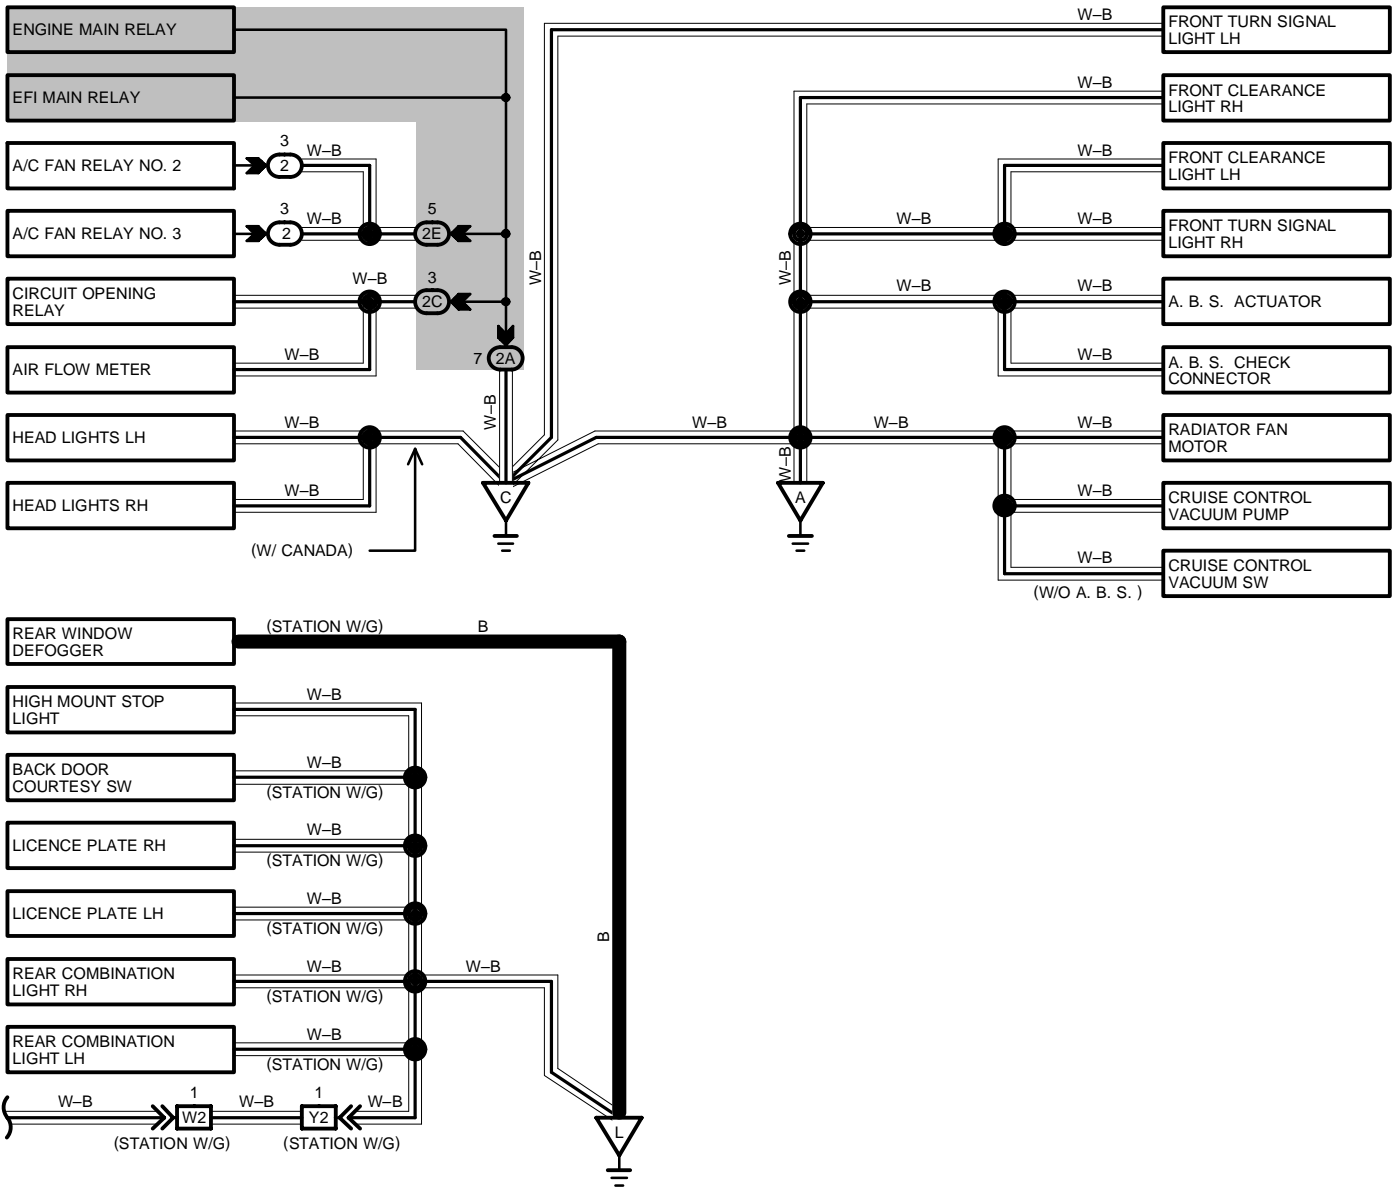 W–B
FRONT TURN SIGNAL
LIGHT LH
ENGINE MAIN RELAY
W–B
FRONT CLEARANCE
LIGHT RH
EFI MAIN RELAY
3
W–B
A/C FAN RELAY NO. 2
2
W–B
FRONT CLEARANCE
LIGHT LH
3
W–B
5
A/C FAN RELAY NO. 3
2
2E
W–B
W–B
FRONT TURN SIGNAL
LIGHT RH
W–B
W–B
CIRCUIT OPENING
RELAY
W–B
3
2C
W–B
W–B
A. B. S.  ACTUATOR
W–B
7
2A
AIR FLOW METER
A. B. S.  CHECK
CONNECTOR
W–B
HEAD LIGHTS LH
W–B
W–B
W–B
W–B
RADIATOR FAN
MOTOR
W–B
HEAD LIGHTS RH
W–B
C
A
W–B
CRUISE CONTROL
VACUUM PUMP
(W/ CANADA)
W–B
CRUISE CONTROL
VACUUM SW
(W/O A. B. S. )
REAR WINDOW
DEFOGGER
(STATION W/G)
B
HIGH MOUNT STOP
LIGHT
W–B
BACK DOOR
COURTESY SW
W–B
(STATION W/G)
LICENCE PLATE RH
W–B
(STATION W/G)
LICENCE PLATE LH
W–B
(STATION W/G)
B
REAR COMBINATION
LIGHT RH
W–B
(STATION W/G)
W–B
REAR COMBINATION
LIGHT LH
W–B
(STATION W/G)
W–B
1
W2
W–B
1
Y2
W–B
(STATION W/G)
(STATION W/G)
L